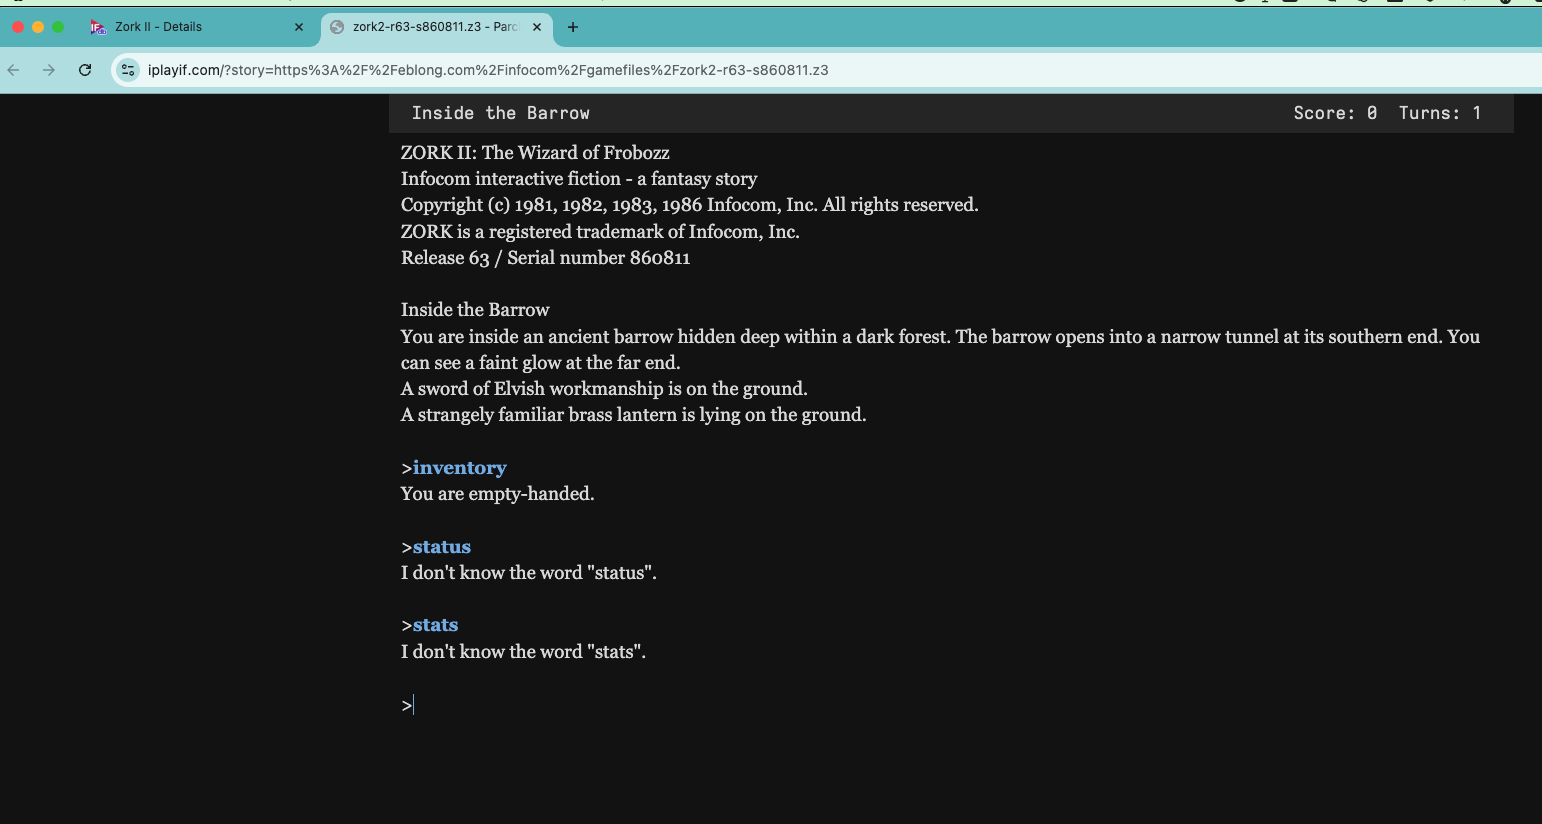 Zork II - Details
zork2-r63-s860811.z3 - Parc
iplayif.com/?story=https%3A%2F%2Feblong.com%2Finfocom%2Fgamefiles%2Fzork2-r63-s860811.z3
Inside the Barrow Score: 0 Turns: 1
ZORK II: The Wizard of Frobozz
Infocom interactive fiction - a fantasy story
Copyright (c) 1981, 1982, 1983, 1986 Infocom, Inc. All rights reserved.
ZORK is a registered trademark of Infocom, Inc.
Release 63 / Serial number 860811
Inside the Barrow
You are inside an ancient barrow hidden deep within a dark forest. The barrow opens into a narrow tunnel at its southern end. You
can see a faint glow at the far end.
A sword of Elvish workmanship is on the ground.
A strangely familiar brass lantern is lying on the ground.
>inventory
You are empty-handed.
>status
I don't know the word "status".
>stats
I don't know the word "stats".
>